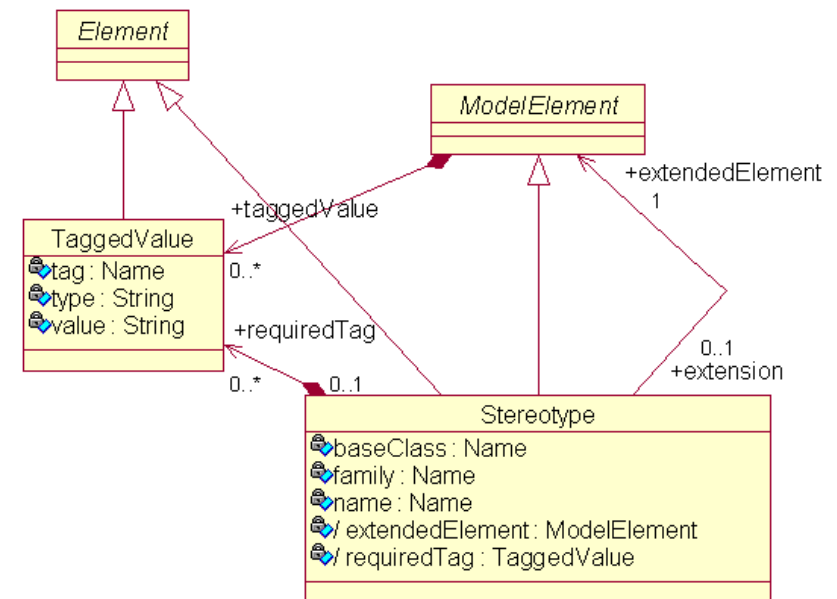 Element
ModelElement
+extendedElement
1
+taggedValue
TaggedValue
0..*
tag : Name
type : String
value : String
+requiredTag
0..*
0..1
0..1
+extension
Stereotype
baseClass : Name
family : Name
name : Name
/ extendedElement : ModelElement
/ requiredTag : TaggedValue